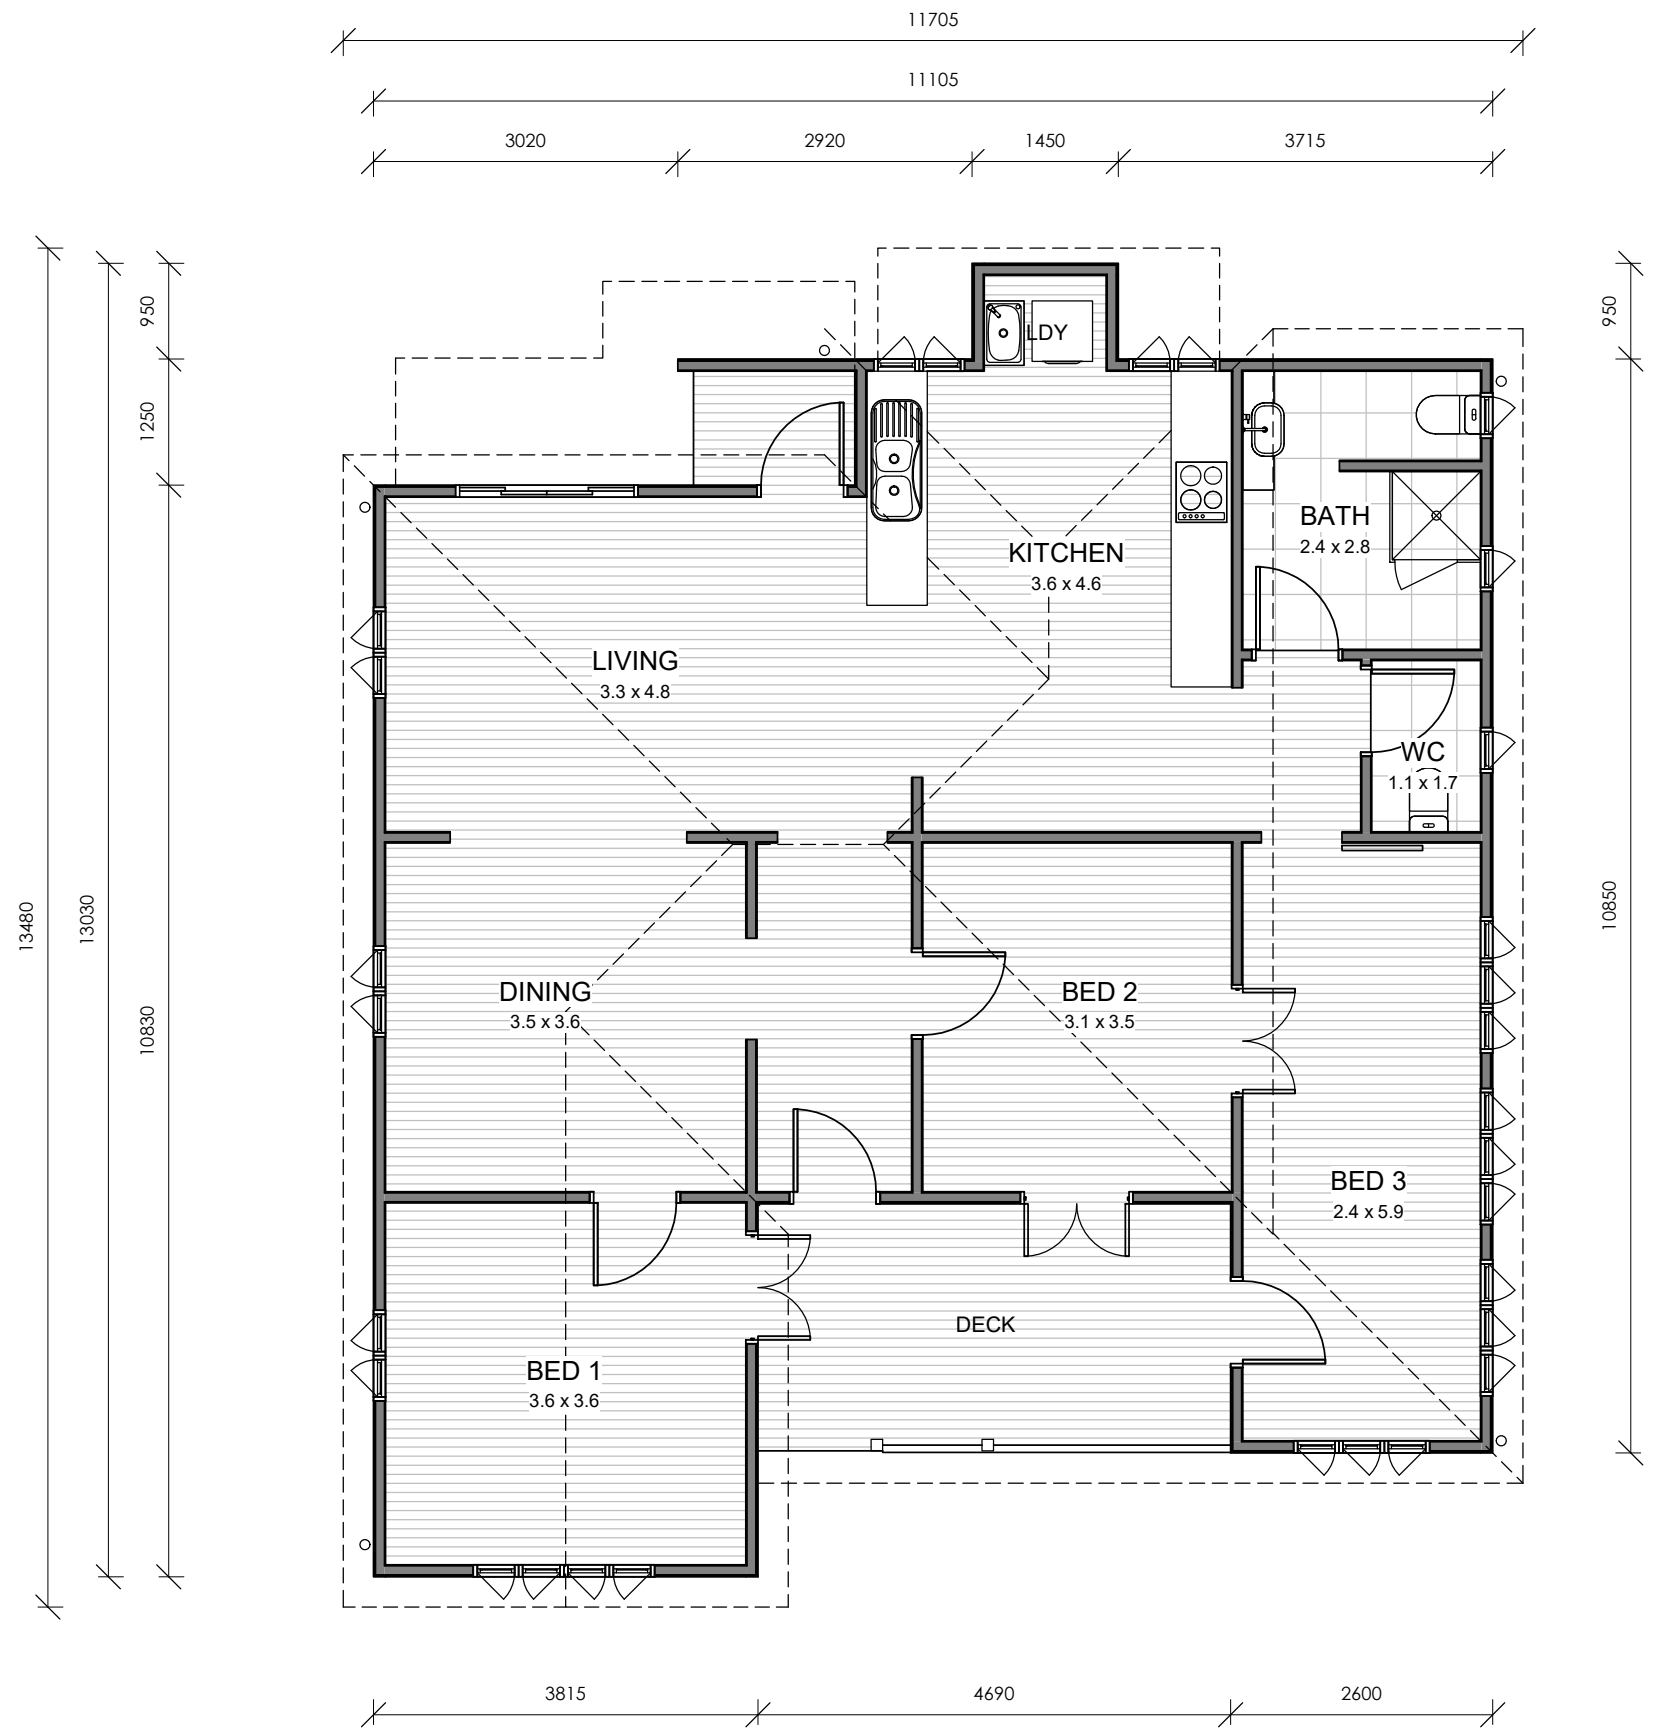 11705
11105
3020
2920
1450
3715
950
1250
10830
13030
13480
950
10850
LDY
KITCHEN
3.6 x 4.6
BATH
2.4 x 2.8
LIVING
3.3 x 4.8
WC
1.1 x 1.7
DINING
3.5 x 3.6
BED 2
3.1 x 3.5
BED 3
2.4 x 5.9
DECK
BED 1
3.6 x 3.6
3815
4690
2600